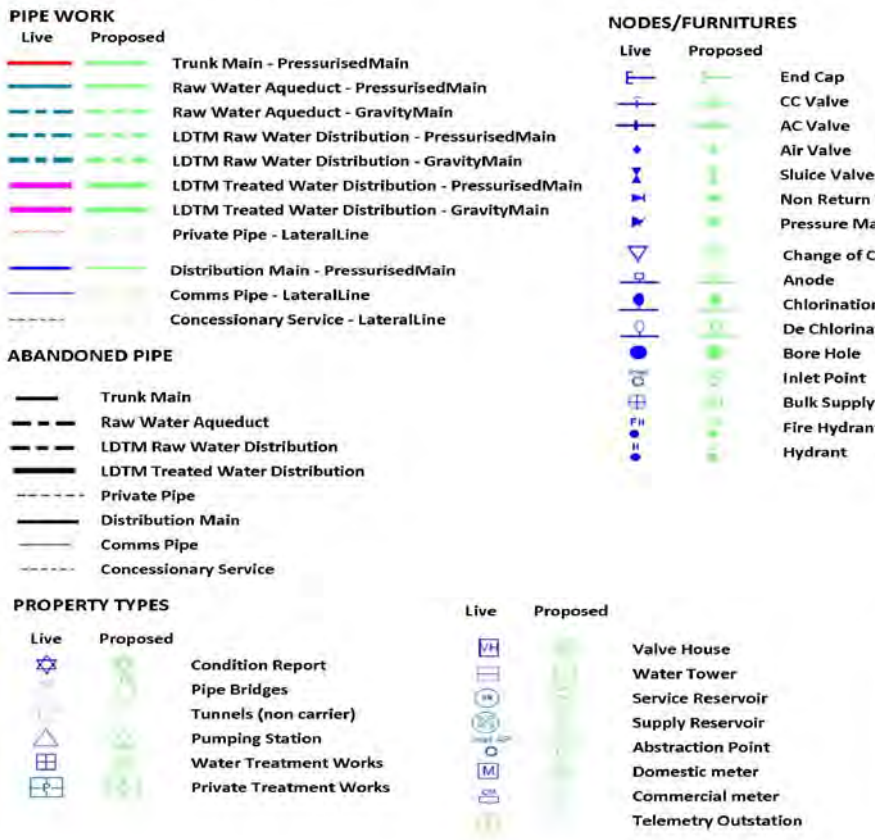 PIPE WORK
Live Proposed
Trunk Main - PressurisedMain
Raw Water Aqueduct - PressurisedMain
Raw Water Aqueduct - GravityMain
LDTM Raw Water Distribution - PressurisedMain
LDTM Raw Water Distribution - GravityMain
LDTM Treated Water Distribution - PressurisedMain
LDTM Treated Water Distribution - GravityMain
Private Pipe - LateralLine
Distribution Main - PressurisedMain
Comms Pipe - LateralLine
Concessionary Service - LateralLine
ABANDONED PIPE
Trunk Main
Raw Water Aqueduct
LDTM Raw Water Distribution
LDTM Treated Water Distribution
Private Pipe
Distribution Main
Comms Pipe
Concessionary Service
NODES/FURNITURES
Live Proposed
End Cap
CC Valve
AC Valve
Air Valve
Sluice Valve
Non Return
Pressure Ma
Change of C
Anode
Chlorination
De Chlorina
Bore Hole
Inlet Point
Bulk Supply
FH Fire Hydran
H Hydrant
PROPERTY TYPES
Live Proposed
Condition Report
Pipe Bridges
Tunnels (non carrier)
Pumping Station
Water Treatment Works
P Private Treatment Works
Live Proposed
VH Valve House
Water Tower
Service Reservoir
Supply Reservoir
Abstraction Point
M Domestic meter
Commercial meter
Telemetry Outstation